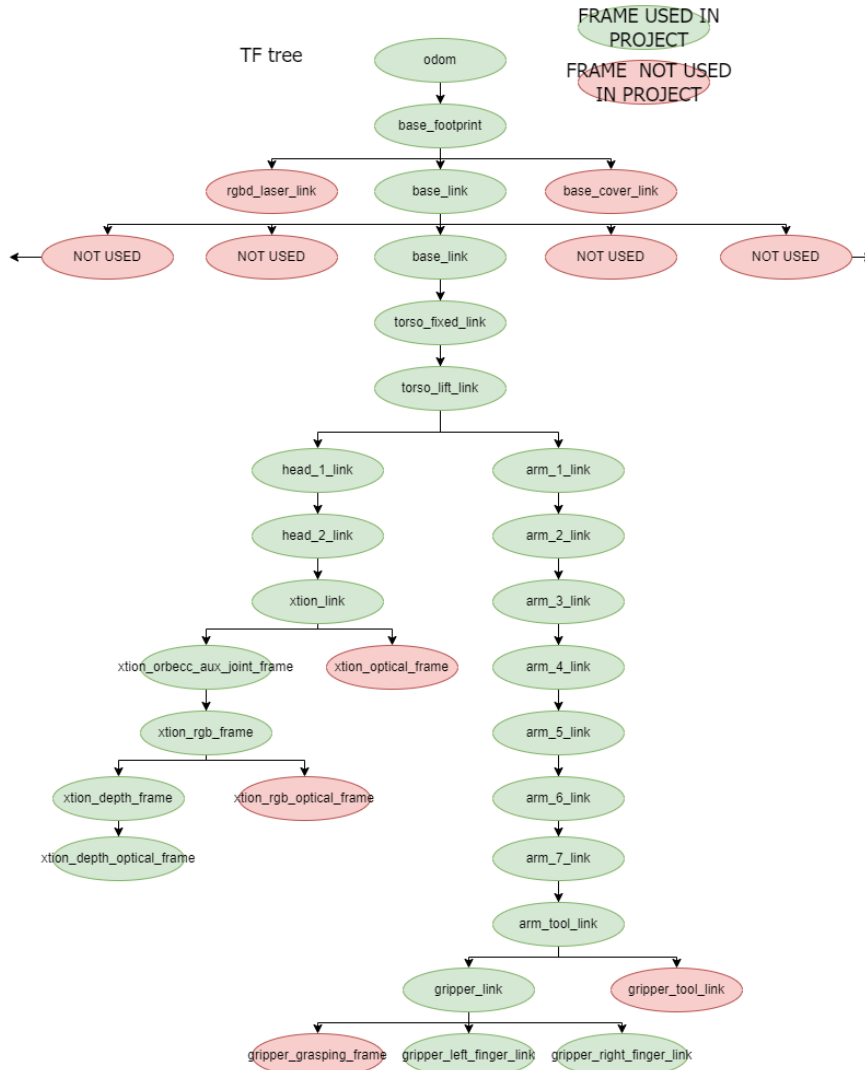 FRAME USED IN
PROJECT
TF tree
odom
FRAME  NOT USED
IN PROJECT
base_footprint
rgbd_laser_link
base_link
base_cover_link
NOT USED
NOT USED
base_link
NOT USED
NOT USED
torso_fixed_link
torso_lift_link
head_1_link
arm_1_link
head_2_link
arm_2_link
xtion_link
arm_3_link
xtion_orbecc_aux_joint_frame
xtion_optical_frame
arm_4_link
xtion_rgb_frame
arm_5_link
xtion_depth_frame
xtion_rgb_optical_frame
arm_6_link
xtion_depth_optical_frame
arm_7_link
arm_tool_link
gripper_link
gripper_tool_link
gripper_grasping_frame
gripper_left_finger_link
gripper_right_finger_link